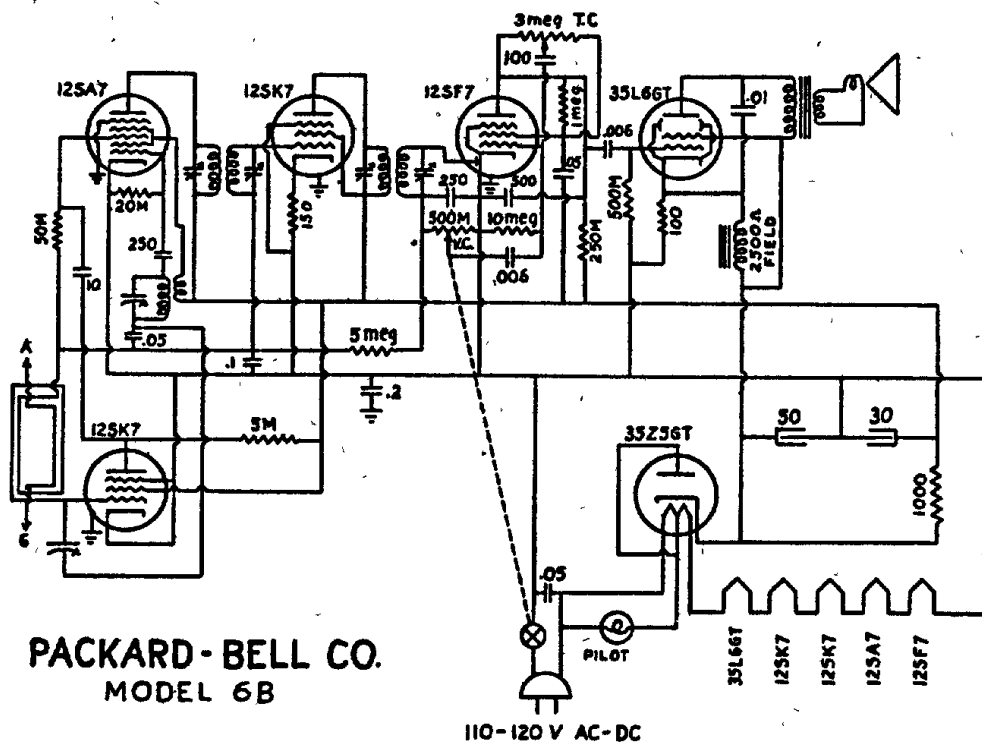 3meg T.C
100
12SA7
12SK7
12SF7
35L6GT
.01
1meg
.006
.05
20M
150
250
500
500M
V.C.
10meg
.006
250M
500M
100
2500Ω
FIELD
50M
250
10
.05
5meg
.1
.2
A
G
12SK7
5M
35Z5GT
50
30
1000
.05
PILOT
35L6GT
12SK7
12SK7
12SA7
12SF7
PACKARD-BELL CO.
MODEL 6B
110-120 V AC-DC